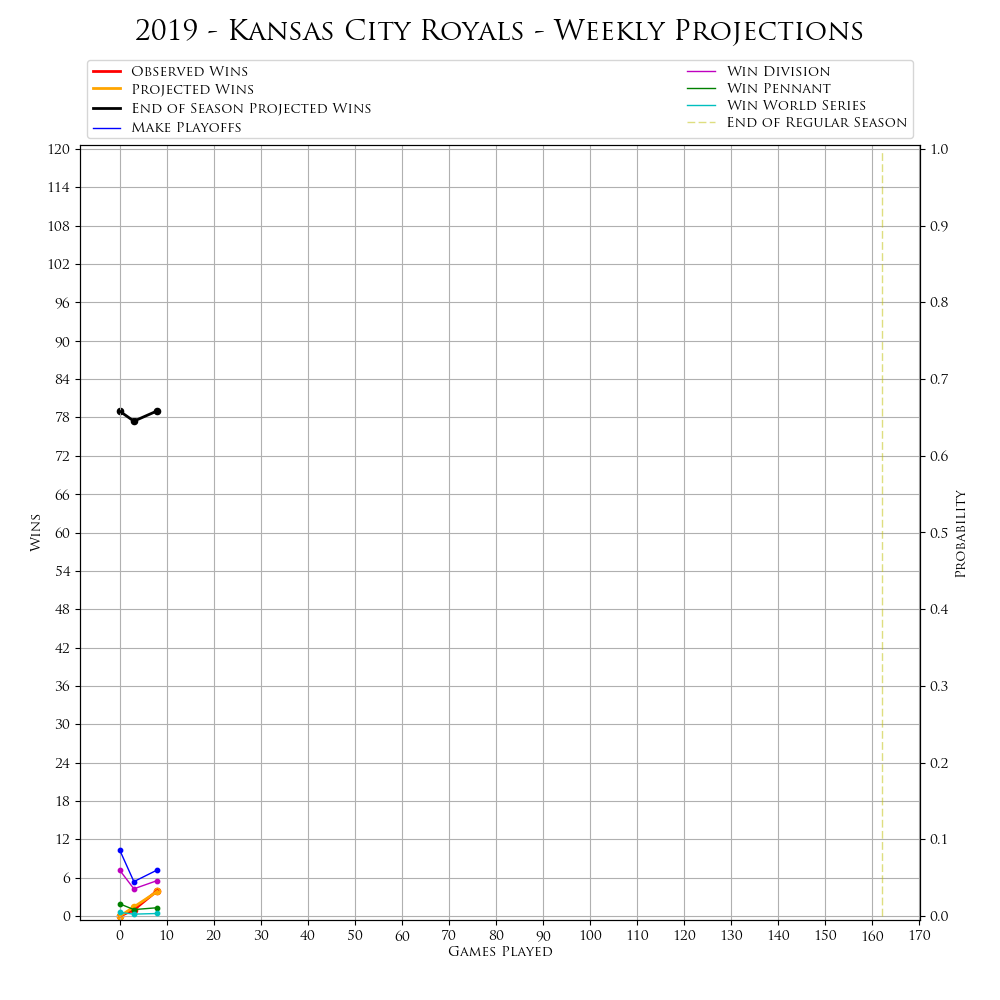 2019 - Kansas City Royals - Weekly Projections
Observed Wins
Projected Wins
End of Season Projected Wins
Make Playoffs
Win Division
Win Pennant
Win World Series
End of Regular Season
120
114
108
102
96
90
84
78
72
66
60
54
48
42
36
30
24
18
12
6
0
Wins
1.0
0.9
0.8
0.7
0.6
0.5
0.4
0.3
0.2
0.1
0.0
Probability
0 10 20 30 40 50 60 70 80 90 100 110 120 130 140 150 160 170
Games Played